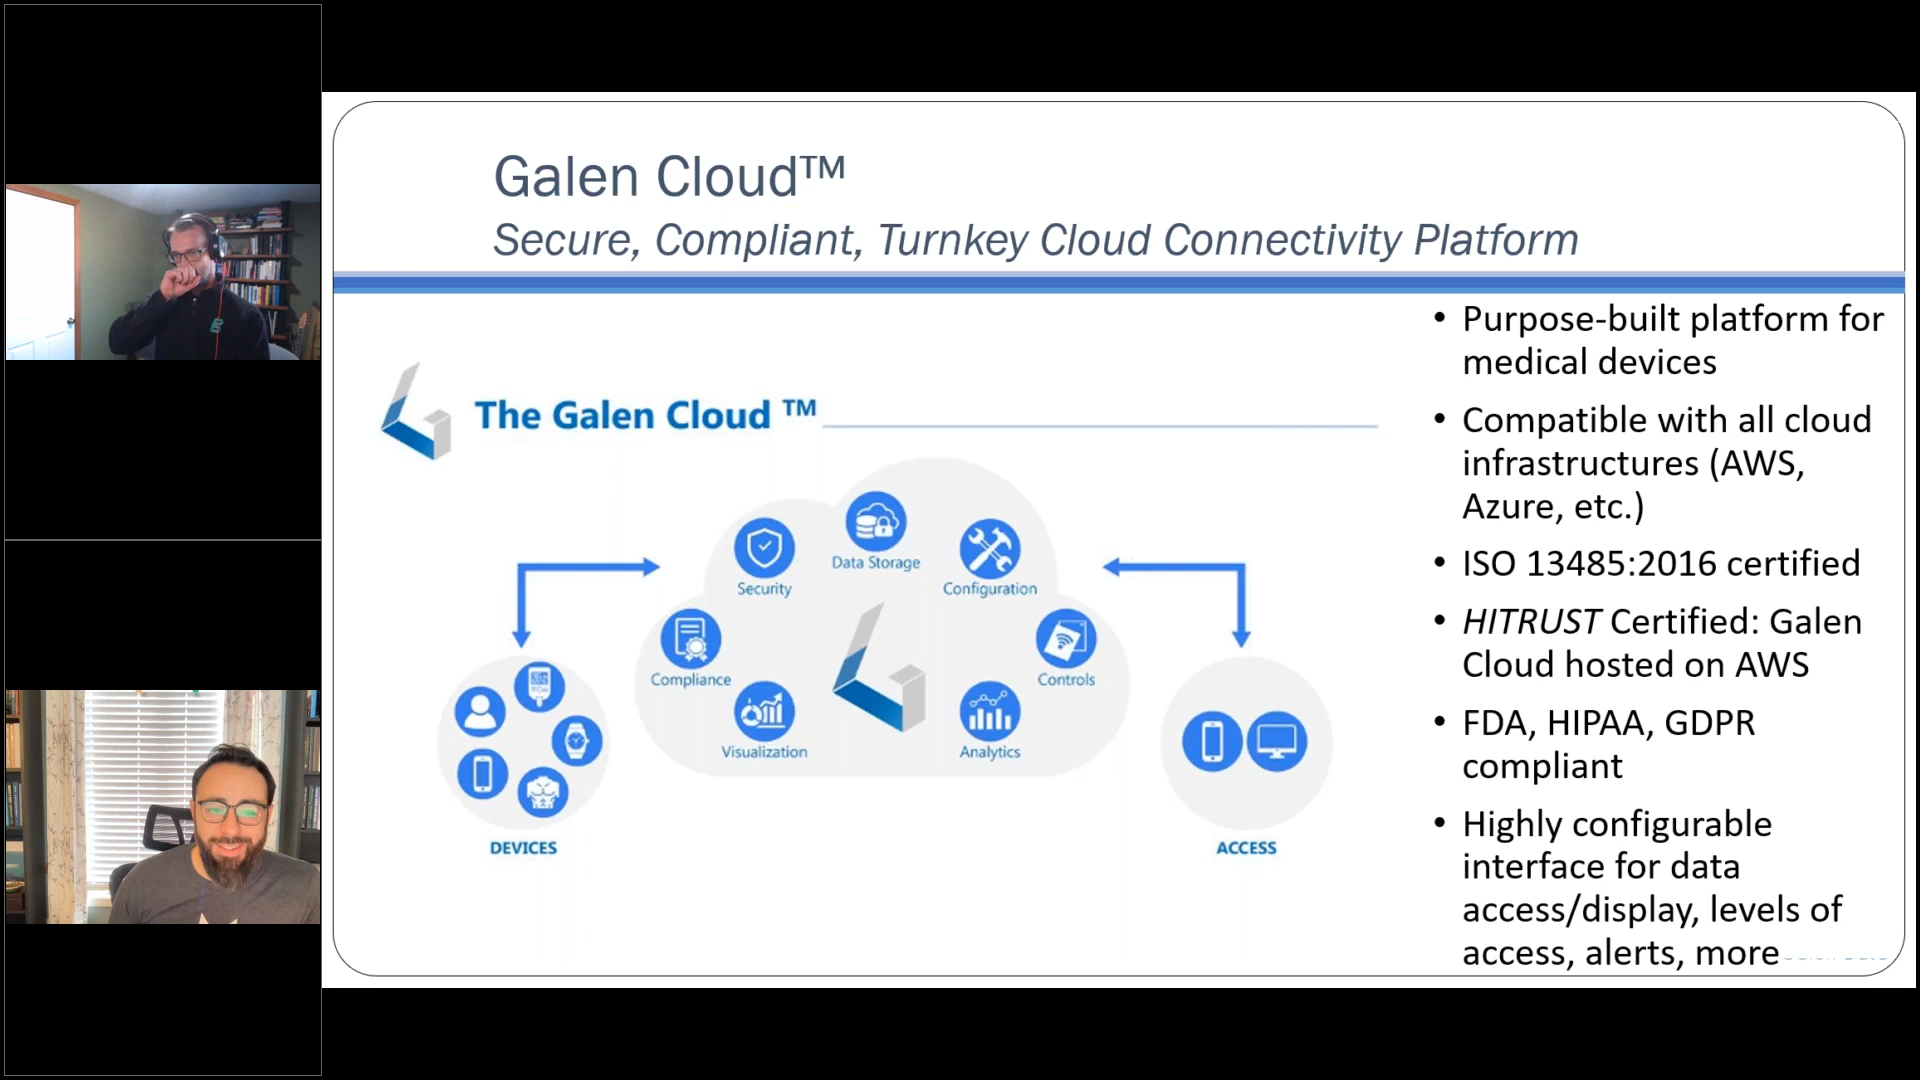 Galen Cloud™
Secure, Compliant, Turnkey Cloud Connectivity Platform
The Galen Cloud ™
Security
Data Storage
Configuration
Compliance
Controls
Visualization
Analytics
DEVICES
ACCESS
• Purpose-built platform for
medical devices
• Compatible with all cloud
infrastructures (AWS,
Azure, etc.)
• ISO 13485:2016 certified
• HITRUST Certified: Galen
Cloud hosted on AWS
• FDA, HIPAA, GDPR
compliant
• Highly configurable
interface for data
access/display, levels of
access, alerts, more